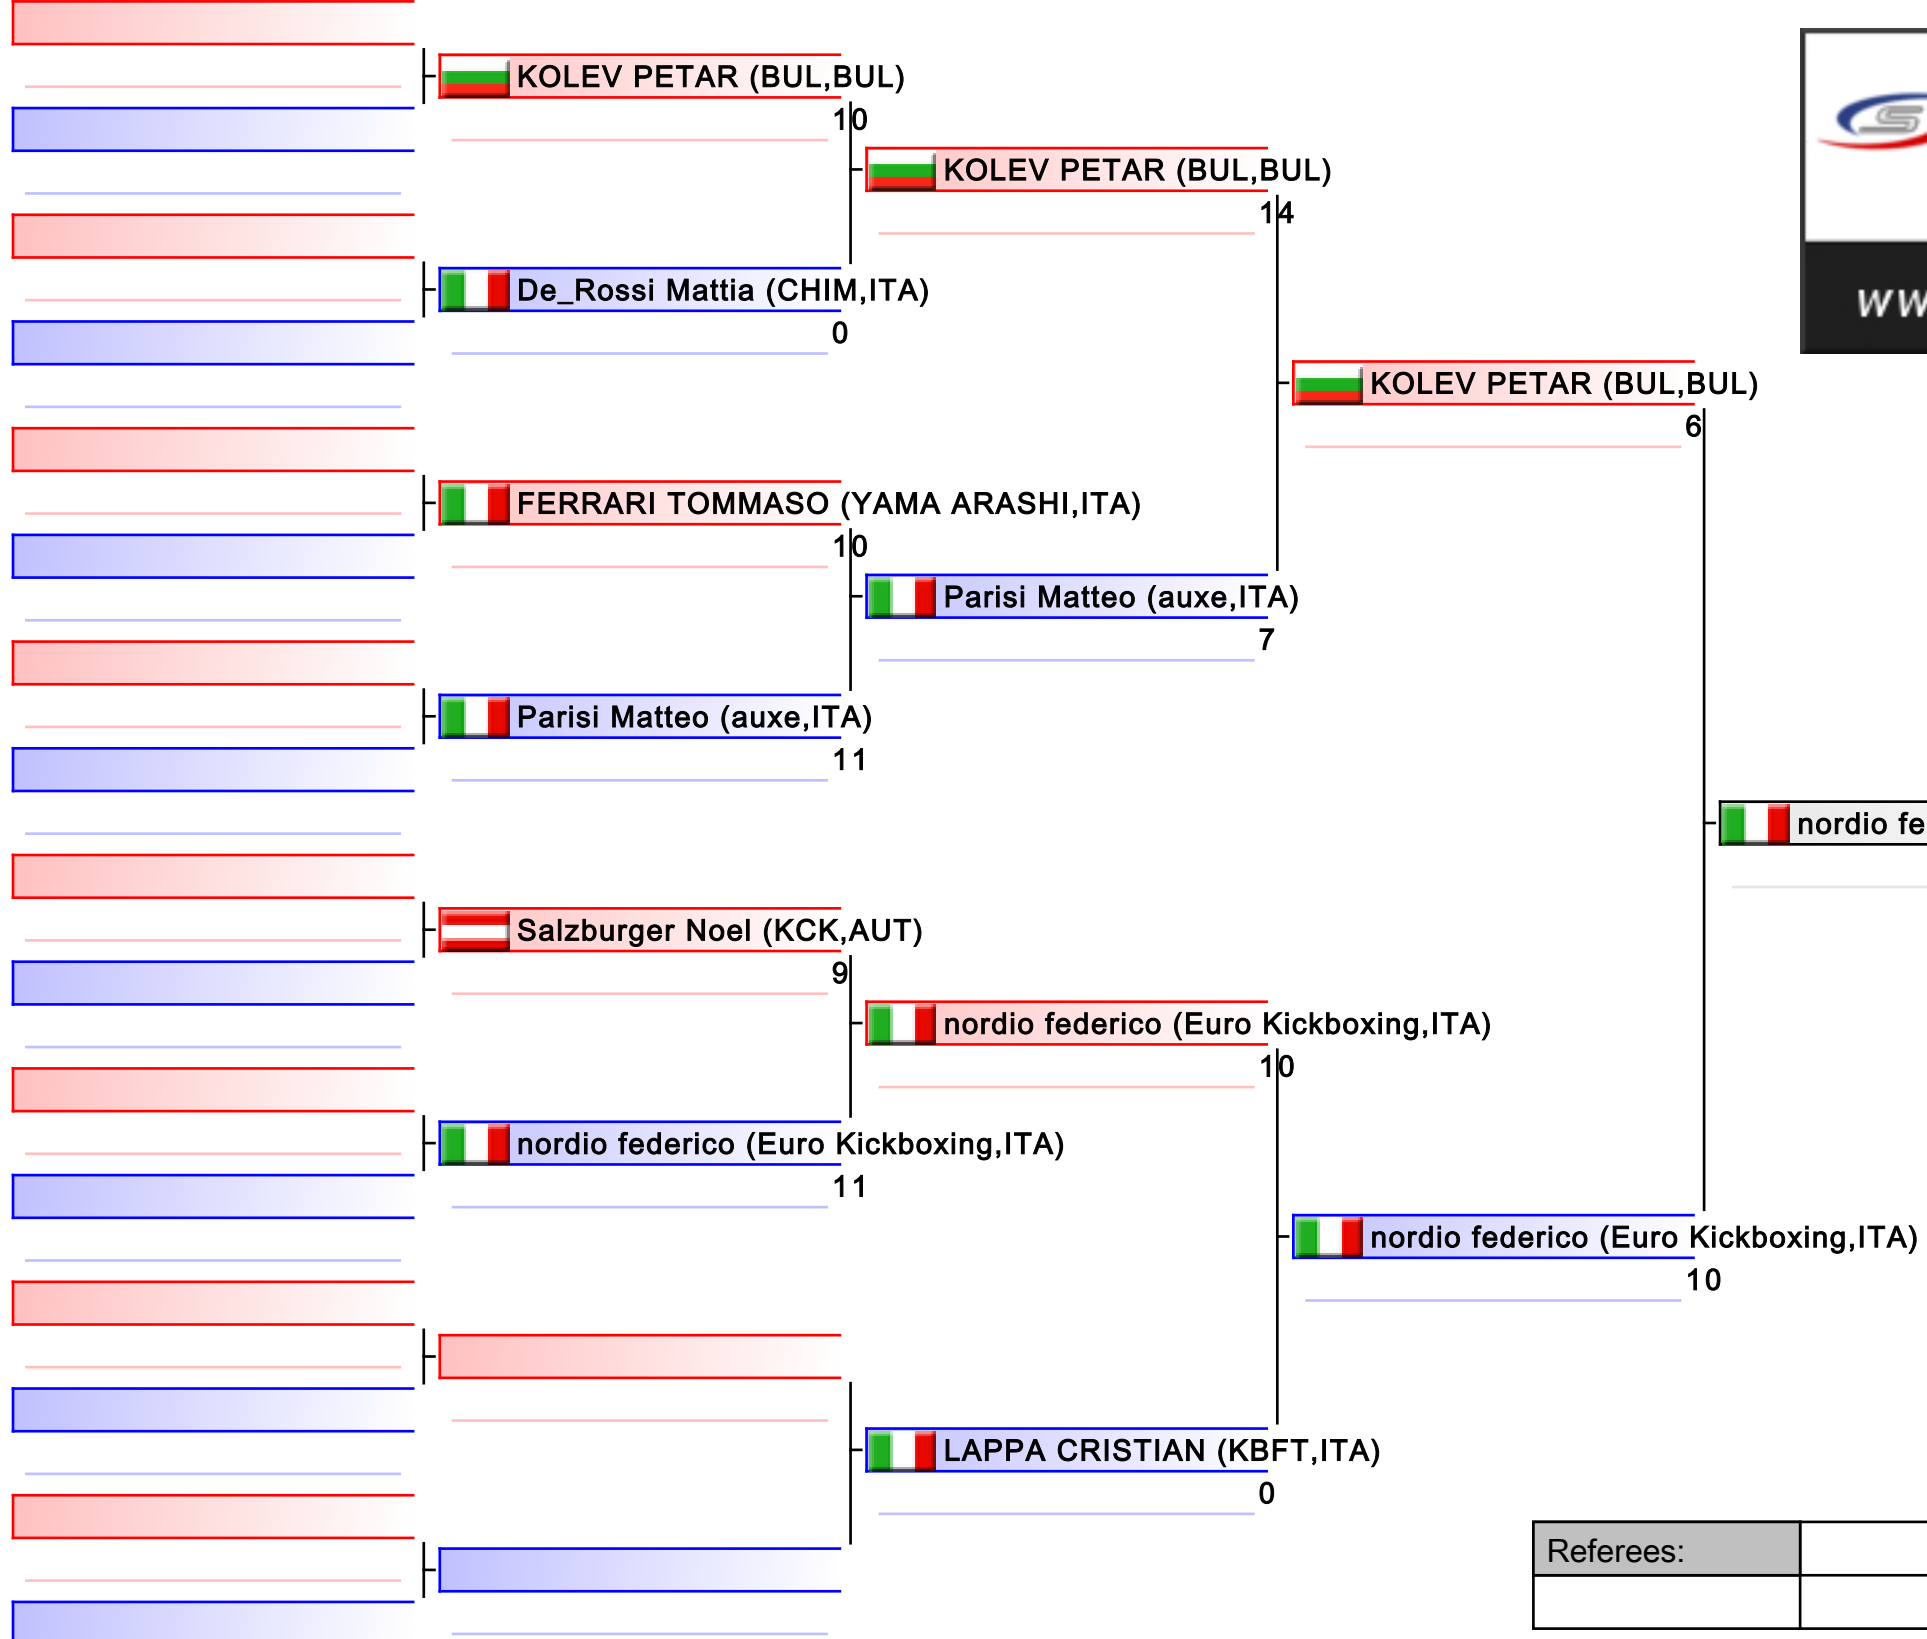 KOLEV PETAR (BUL,BUL)
10
KOLEV PETAR (BUL,BUL)
14
De_Rossi Mattia (CHIM,ITA)
0
KOLEV PETAR (BUL,BUL)
6
FERRARI TOMMASO (YAMA ARASHI,ITA)
10
Parisi Matteo (auxe,ITA)
7
Parisi Matteo (auxe,ITA)
11
nordio fe
Salzburger Noel (KCK,AUT)
9
nordio federico (Euro Kickboxing,ITA)
10
nordio federico (Euro Kickboxing,ITA)
11
nordio federico (Euro Kickboxing,ITA)
10
LAPPA CRISTIAN (KBFT,ITA)
0
Referees: